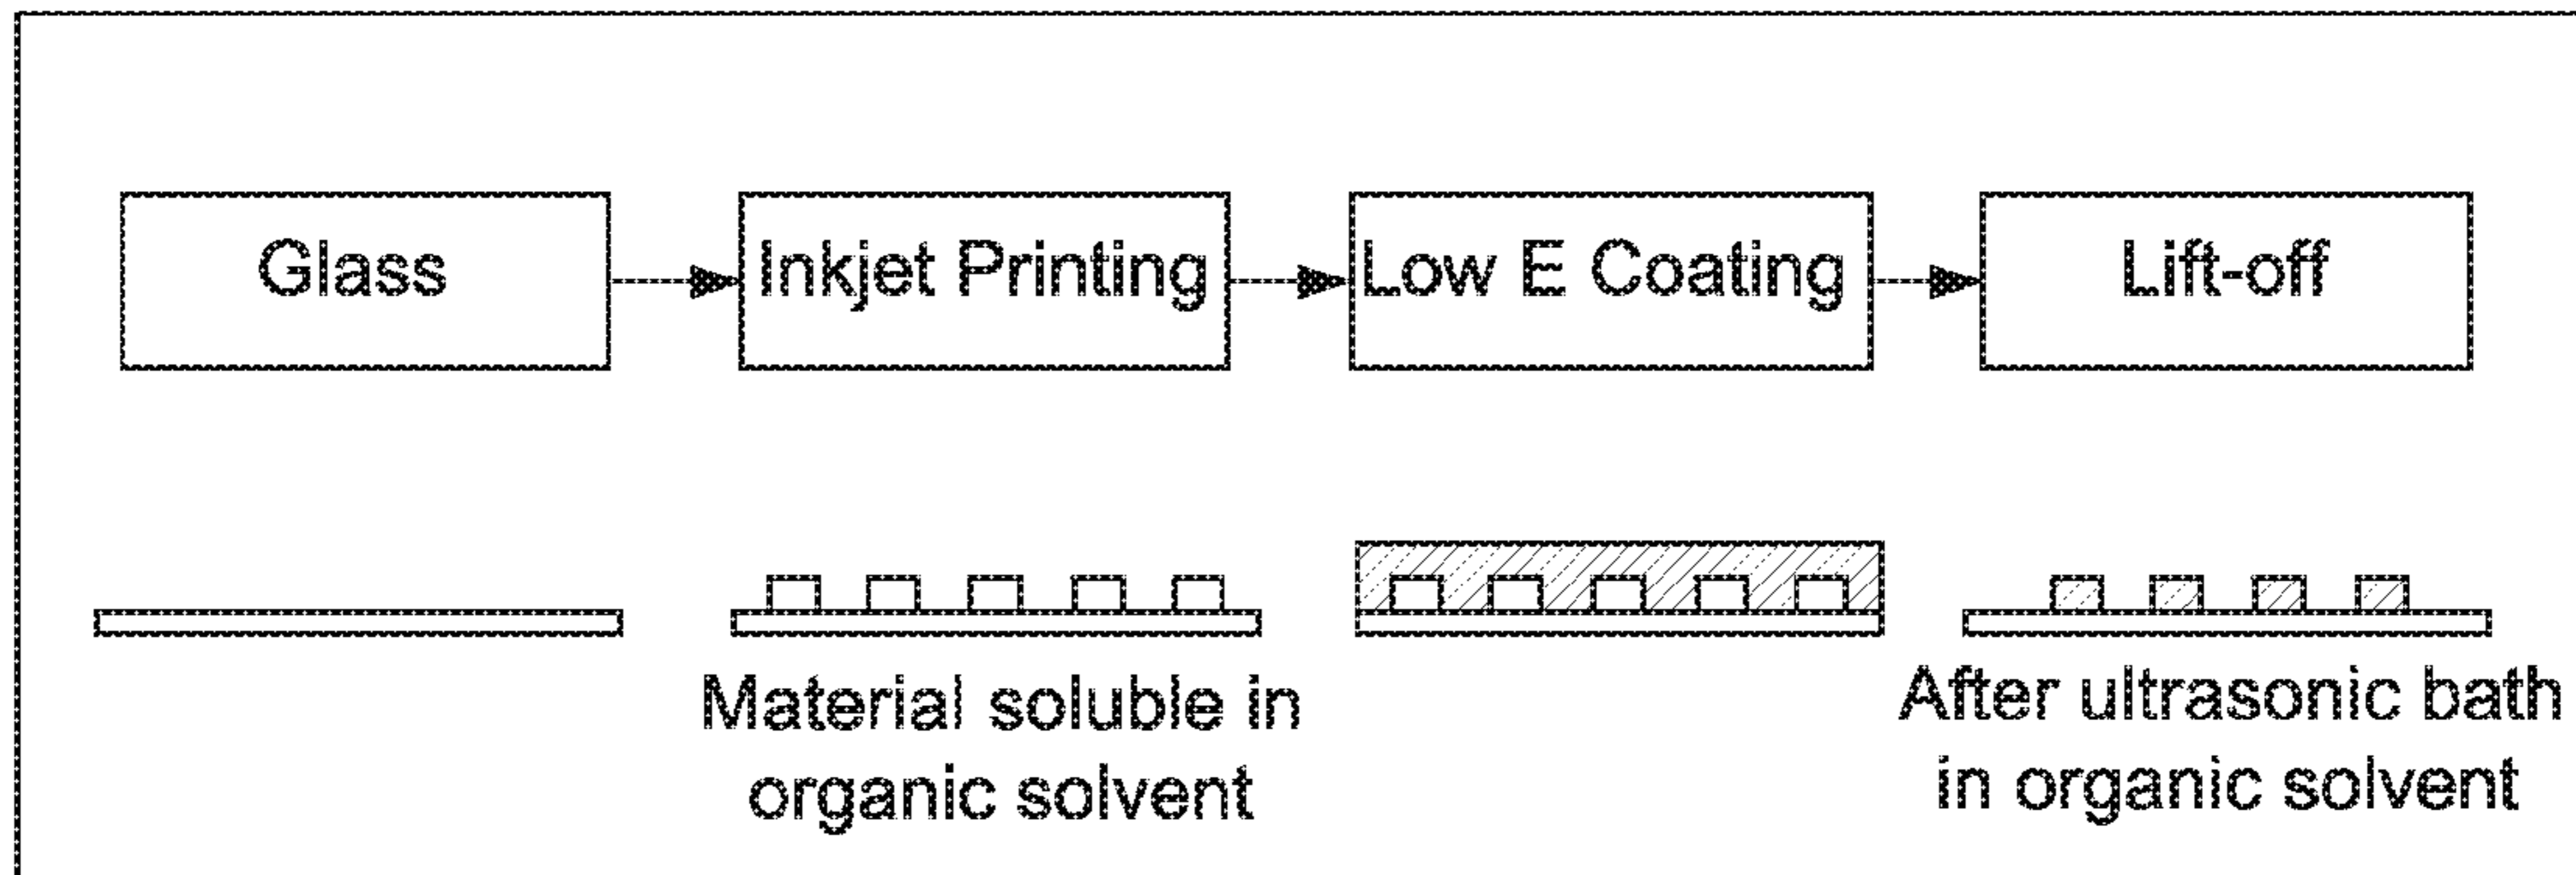 Glass
Inkjet Printing
Low E Coating
Lift-off
Material soluble in
organic solvent
After ultrasonic bath
in organic solvent